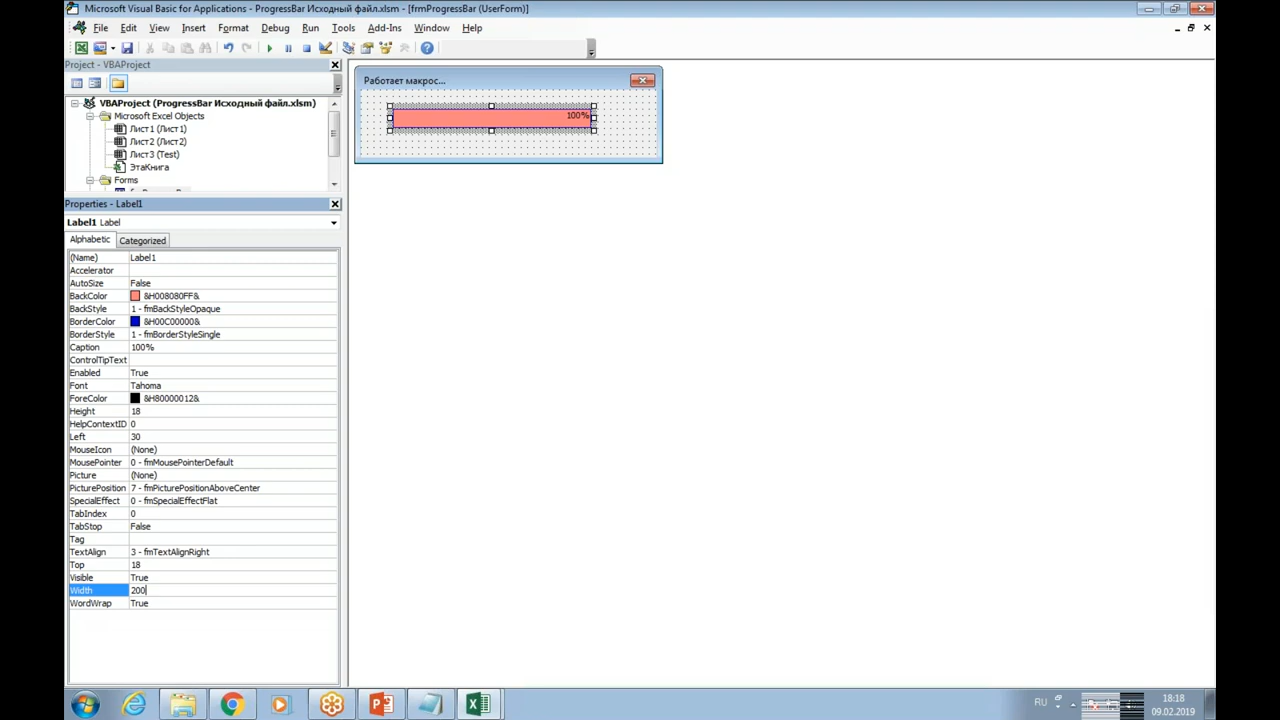 Microsoft Visual Basic for Applications - ProgressBar Исходный файл.xlsm - [frmProgressBar (UserForm)]
File Edit View Insert Format Debug Run Tools Add-Ins Window Help
Project - VBAProject
VBAProject (ProgressBar Исходный файл.xlsm)
Microsoft Excel Objects
Лист1 (Лист1)
Лист2 (Лист2)
Лист3 (Test)
ЭтаКнига
Forms
Properties - Label1
Label1 Label
Alphabetic Categorized
(Name) Label1
Accelerator
AutoSize False
BackColor &H008080FF&
BackStyle 1 - fmBackStyleOpaque
BorderColor &H00C00000&
BorderStyle 1 - fmBorderStyleSingle
Caption 100%
ControlTipText
Enabled True
Font Tahoma
ForeColor &H80000012&
Height 18
HelpContextID 0
Left 30
MouseIcon (None)
MousePointer 0 - fmMousePointerDefault
Picture (None)
PicturePosition 7 - fmPicturePositionAboveCenter
SpecialEffect 0 - fmSpecialEffectFlat
TabIndex 0
TabStop False
Tag
TextAlign 3 - fmTextAlignRight
Top 18
Visible True
Width 200
WordWrap True
Работает макрос...
100%
RU
18:18
09.02.2019